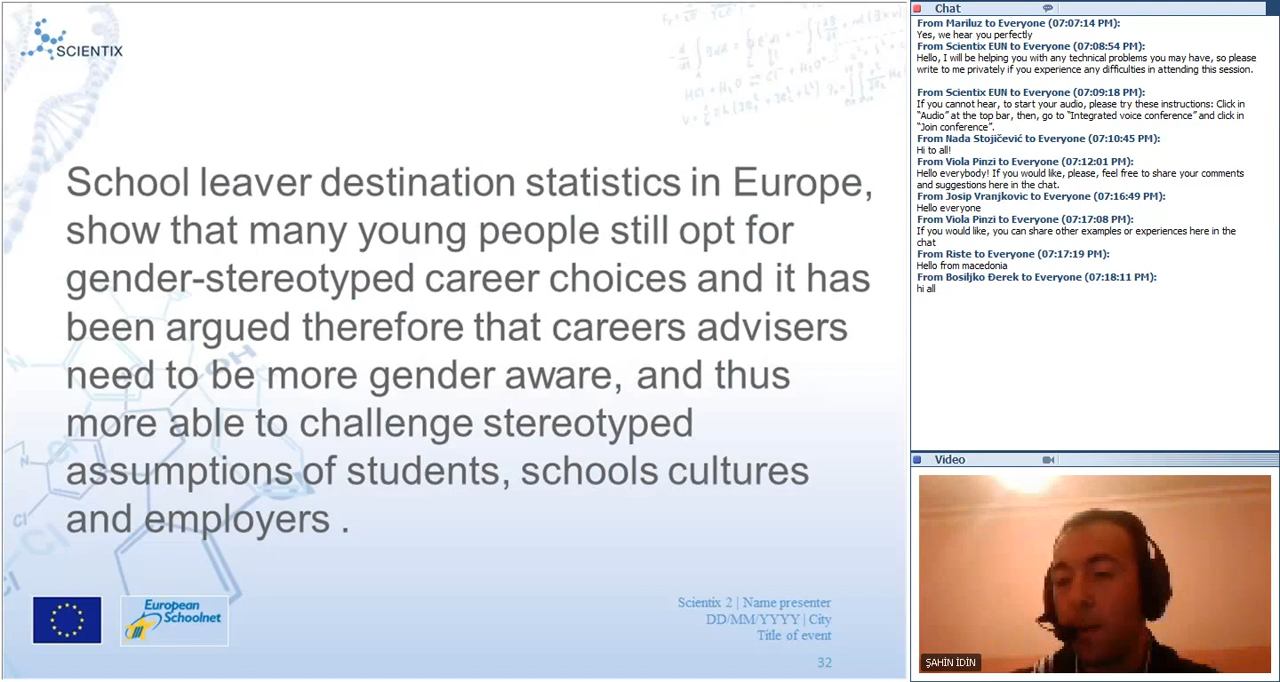 SCIENTIX
School leaver destination statistics in Europe,
show that many young people still opt for
gender-stereotyped career choices and it has
been argued therefore that careers advisers
need to be more gender aware, and thus
more able to challenge stereotyped
assumptions of students, schools cultures
and employers .
European
Schoolnet
Scientix 2 | Name presenter
DD/MM/YYYY | City
Title of event
32
Chat
From Mariluz to Everyone (07:07:14 PM):
Yes, we hear you perfectly
From Scientix EUN to Everyone (07:08:54 PM):
Hello, I will be helping you with any technical problems you may have, so please
write to me privately if you experience any difficulties in attending this session.
From Scientix EUN to Everyone (07:09:18 PM):
If you cannot hear, to start your audio, please try these instructions: Click in
"Audio" at the top bar, then, go to "Integrated voice conference" and click in
"Join conference".
From Nada Stojičević to Everyone (07:10:45 PM):
Hi to all!
From Viola Pinzi to Everyone (07:12:01 PM):
Hello everybody! If you would like, please, feel free to share your comments
and suggestions here in the chat.
From Josip Vranjkovic to Everyone (07:16:49 PM):
Hello everyone
From Viola Pinzi to Everyone (07:17:08 PM):
If you would like, you can share other examples or experiences here in the
chat
From Riste to Everyone (07:17:19 PM):
Hello from macedonia
From Bosiljko Đerek to Everyone (07:18:11 PM):
hi all
Video
ŞAHİN İDİN